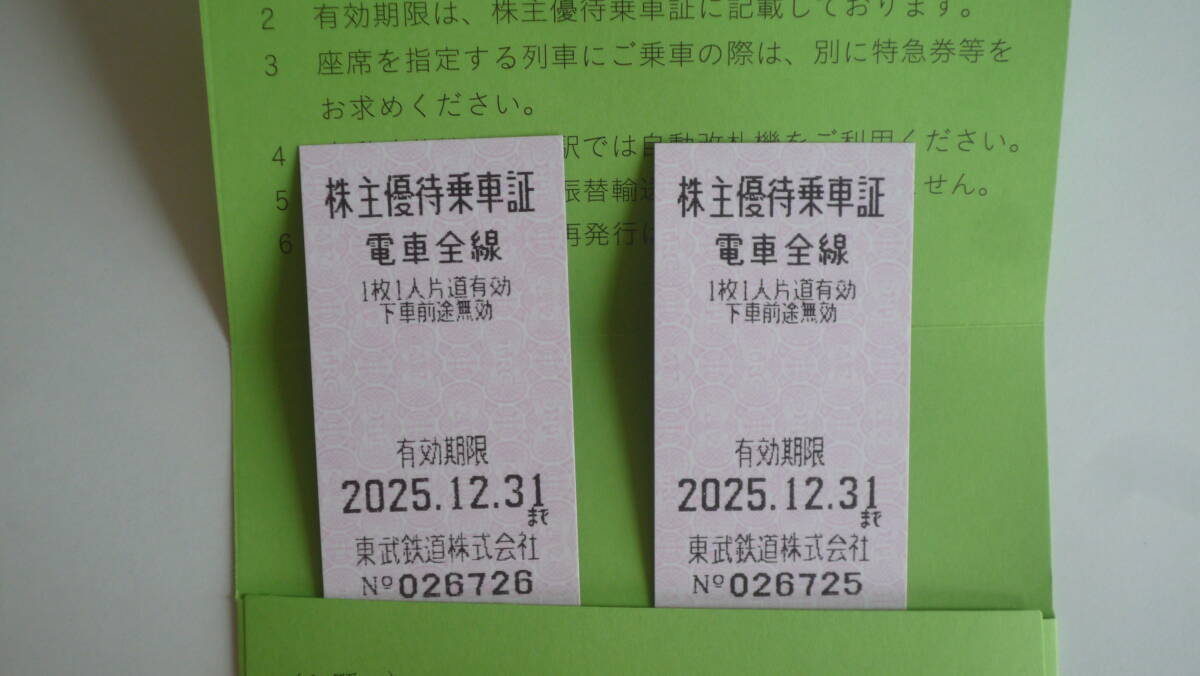 2 有効期限は、株主優待乗車証に記載しております。
3 座席を指定する列車にご乗車の際は、別に特急券等を
お求めください。
4 駅では自動改札機をご利用ください。
5 振替輸送 せん。
6 再発行は
株主優待乗車証
電車全線
1枚1人片道有効
下車前途無効
有効期限
2025.12.31
まで
東武鉄道株式会社
Nº026726
株主優待乗車証
電車全線
1枚1人片道有効
下車前途無効
有効期限
2025.12.31
まで
東武鉄道株式会社
Nº026725